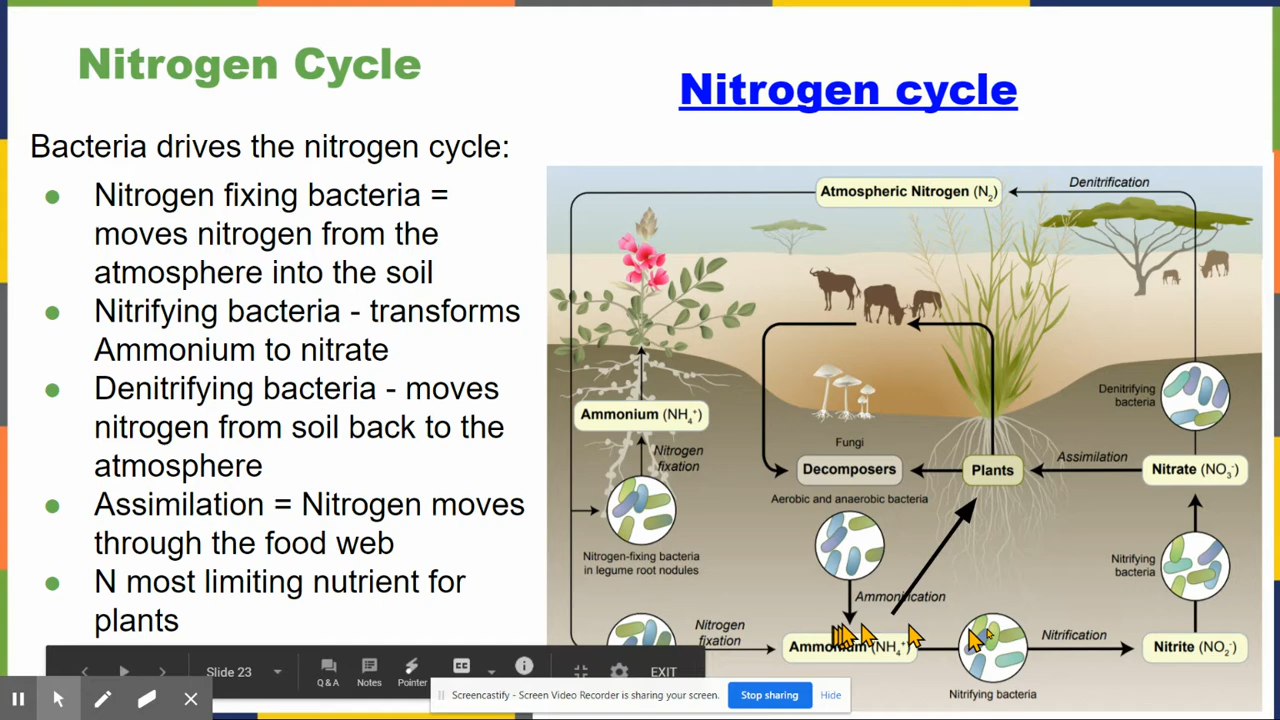 Nitrogen Cycle
Nitrogen cycle
Bacteria drives the nitrogen cycle:
● Nitrogen fixing bacteria =
moves nitrogen from the
atmosphere into the soil
● Nitrifying bacteria - transforms
Ammonium to nitrate
● Denitrifying bacteria - moves
nitrogen from soil back to the
atmosphere
● Assimilation = Nitrogen moves
through the food web
● N most limiting nutrient for
plants
Atmospheric Nitrogen (N₂)
Denitrification
Ammonium (NH₄⁺)
Nitrogen
fixation
Nitrogen-fixing bacteria
in legume root nodules
Fungi
Decomposers
Aerobic and anaerobic bacteria
Plants
Assimilation
Nitrate (NO₃⁻)
Denitrifying
bacteria
Nitrifying
bacteria
Ammonification
Nitrogen
fixation
Ammonium (NH₄⁺)
Nitrification
Nitrite (NO₂⁻)
Nitrifying bacteria
Slide 23
Q & A
Notes
Pointer
CC
Captions
EXIT
Screencastify - Screen Video Recorder is sharing your screen.
Stop sharing
Hide